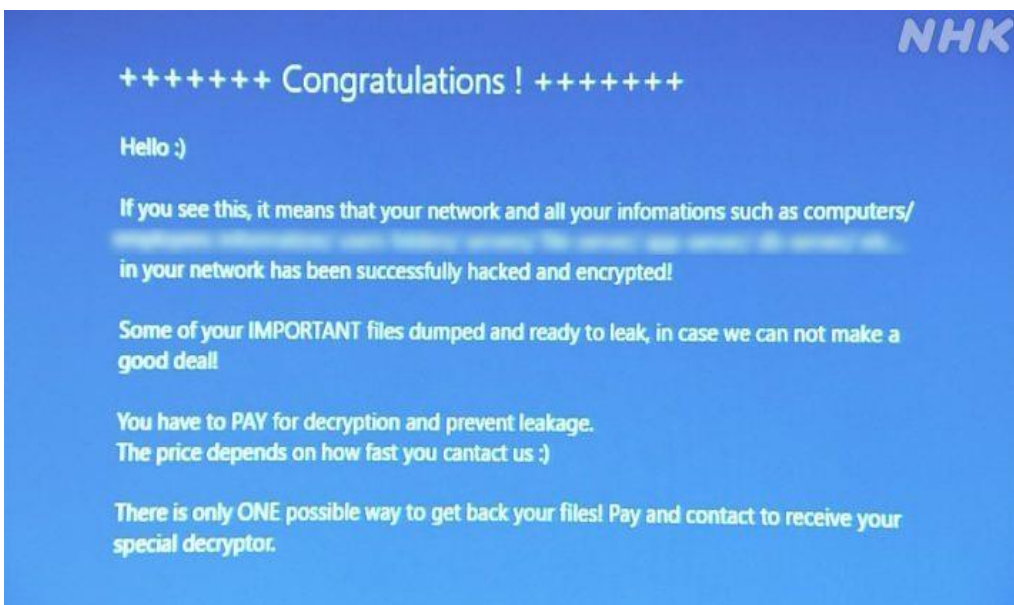 NHK
+++++++ Congratulations ! +++++++
Hello :)
If you see this, it means that your network and all your infomations such as computers/
in your network has been successfully hacked and encrypted!
Some of your IMPORTANT files dumped and ready to leak, in case we can not make a
good deal!
You have to PAY for decryption and prevent leakage.
The price depends on how fast you cantact us :)
There is only ONE possible way to get back your files! Pay and contact to receive your
special decryptor.